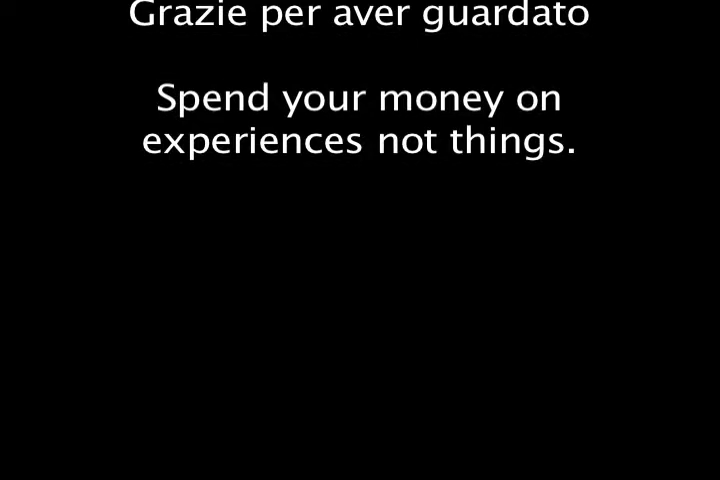 Grazie per aver guardato
Spend your money on
experiences not things.